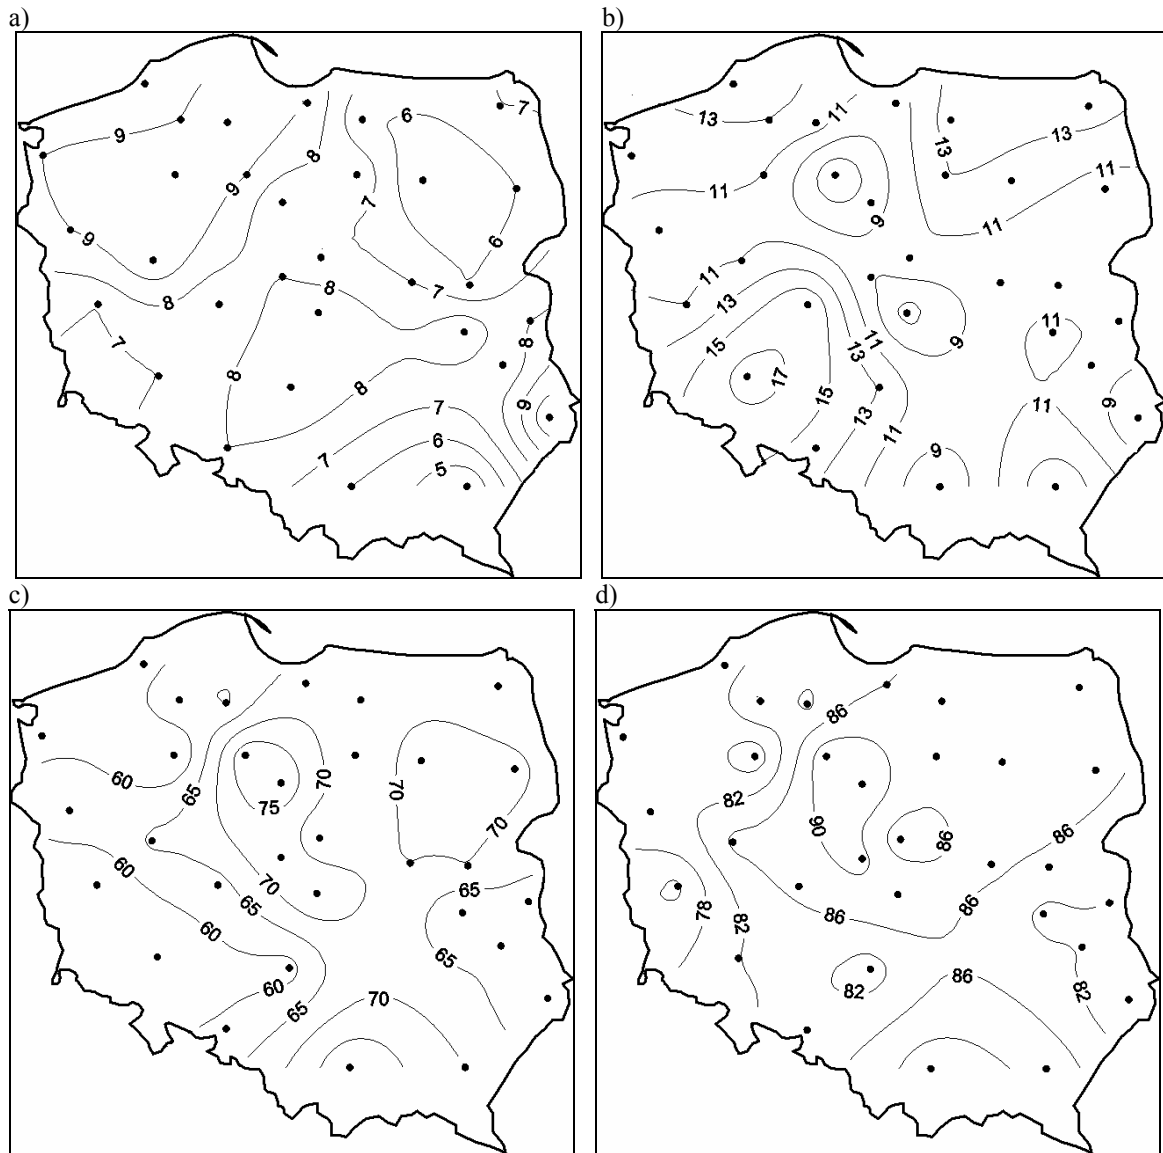 a) b)
6 7
9 8 11 13 13 13
9 7 11 9 11
9 6
8 8 7 11 13 11
7 8 15 11 13 9 11
8 8 17 15 13 11 9
7 9 11
7 6 5 9
c) d)
60 65 70 70 86
75 82
70 90 86 86
60 70 65 78 86 86
60 65 65 82
60 65 70 82 86 82